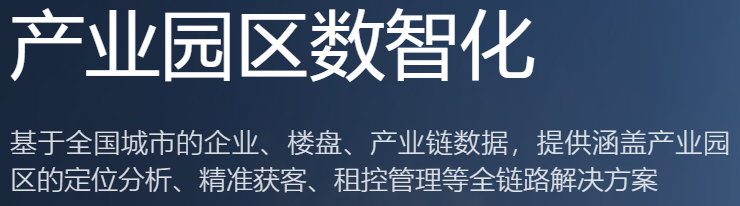 产业园区数智化
基于全国城市的企业、楼盘、产业链数据，提供涵盖产业园
区的定位分析、精准获客、租控管理等全链路解决方案